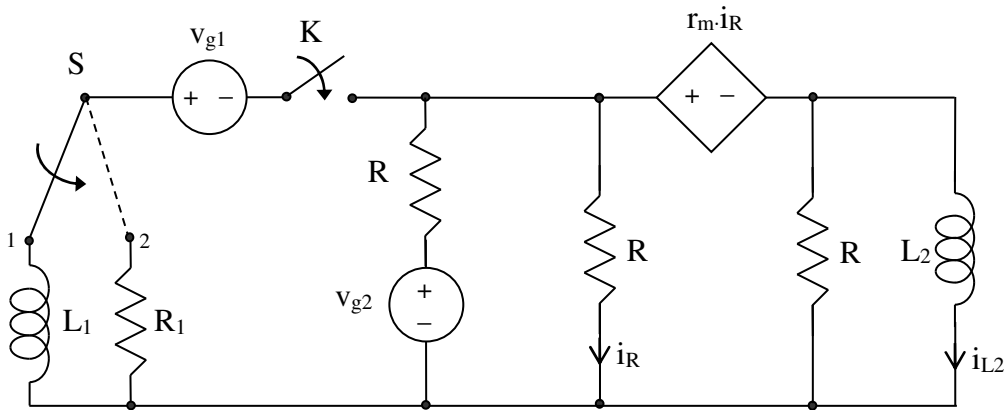 r_m.i_R
K
v_g1
S
+ −
+ −
R
1
2
R
R
L_2
v_g2
+
−
L_1
R_1
i_R
i_L2